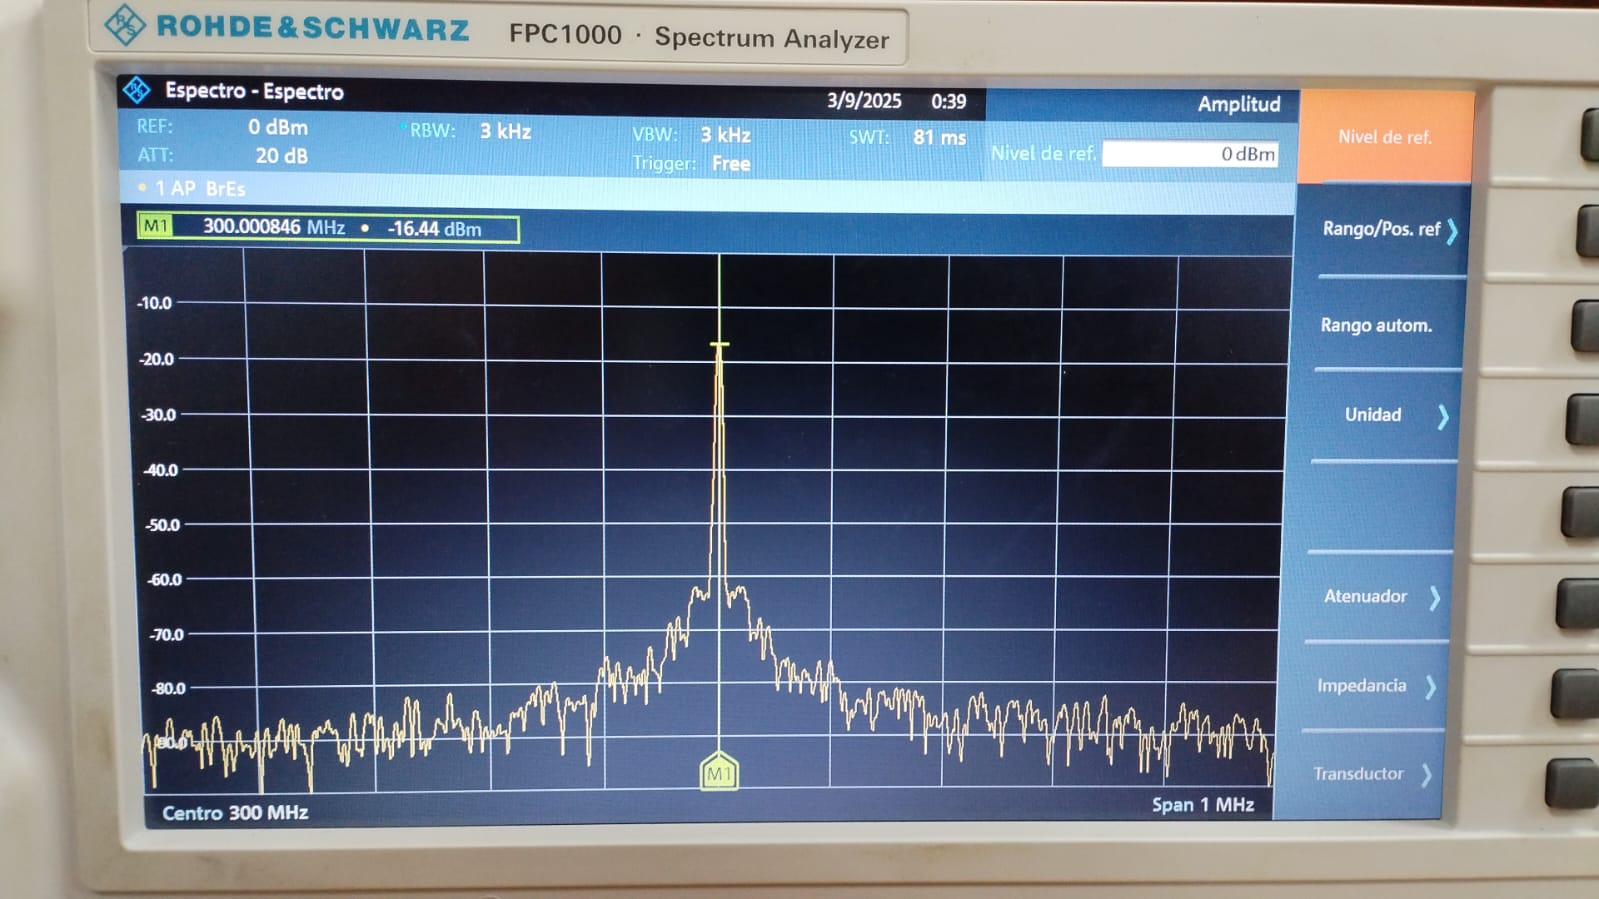 ROHDE & SCHWARZ FPC1000 · Spectrum Analyzer
Espectro - Espectro
3/9/2025 0:39
Amplitud
REF: 0 dBm
RBW: 3 kHz
VBW: 3 kHz
SWT: 81 ms
ATT: 20 dB
Trigger: Free
Nivel de ref. 0 dBm
• 1 AP BrEs
M1 300.000846 MHz • -16.44 dBm
-10.0
-20.0
-30.0
-40.0
-50.0
-60.0
-70.0
-80.0
M1
Centro 300 MHz
Span 1 MHz
Nivel de ref.
Rango/Pos. ref
Rango autom.
Unidad
Atenuador
Impedancia
Transductor